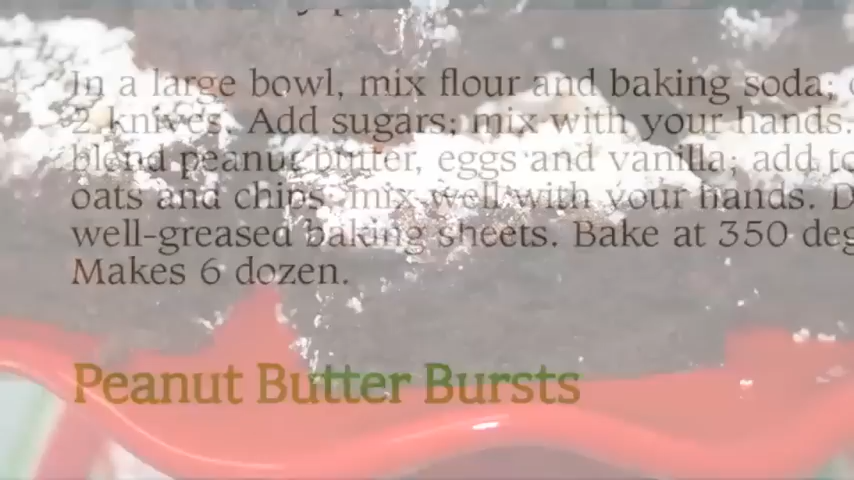 In a large bowl, mix flour and baking soda;
2 knives. Add sugars; mix with your hands.
blend peanut butter, eggs and vanilla; add to
oats and chips; mix well with your hands.
well-greased baking sheets. Bake at 350 deg
Makes 6 dozen.
Peanut Butter Bursts